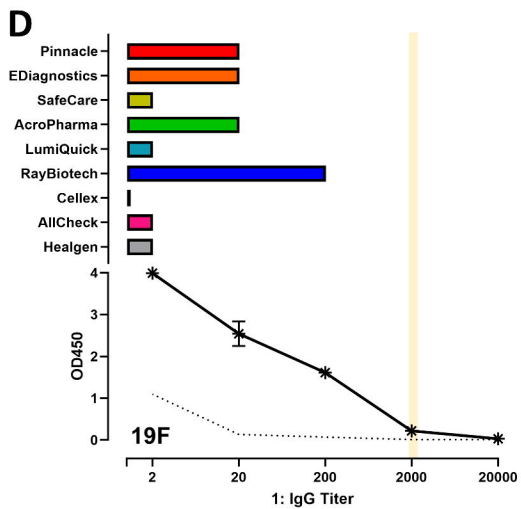 D
Pinnacle
EDiagnostics
SafeCare
AcroPharma
LumiQuick
RayBiotech
Cellex
AllCheck
Healgen
4
3
2
1
0
OD450
19F
2 20 200 2000 20000
1: IgG Titer